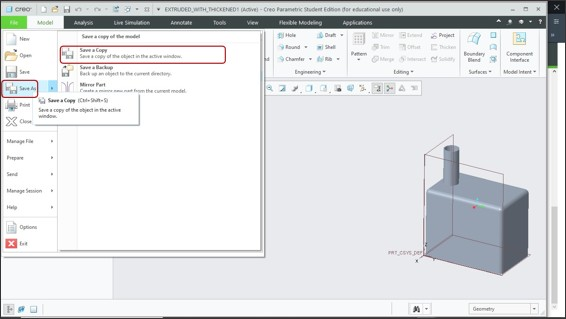 creo
EXTRUDED_WITH_THICKENED1 (Active) - Creo Parametric Student Edition (for educational use only)
File
Model
Analysis
Live Simulation
Annotate
Tools
View
Flexible Modeling
Applications
New
Open
Save
Save As
Print
Close
Manage File
Prepare
Send
Manage Session
Help
Options
Exit
Save a copy of the model
Save a Copy
Save a copy of the object in the active window.
Save a Backup
Back up an object to the current directory.
Mirror Part
Create a mirror new part from the current model.
Save a Copy (Ctrl+Shift+S)
Save a copy of the object in the active
window.
Hole
Draft
Round
Shell
Chamfer
Rib
Engineering
Pattern
Mirror
Extend
Project
Trim
Offset
Thicken
Merge
Intersect
Solidify
Editing
Boundary
Blend
Surfaces
Component
Interface
Model Intent
PRT_CSYS_DEF
X
Geometry